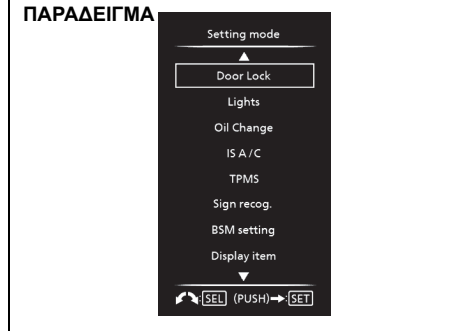 ΠΑΡΑΔΕΙΓΜΑ
Setting mode
▲
Door Lock
Lights
Oil Change
IS A/C
TPMS
Sign recog.
BSM setting
Display item
▼
:SEL (PUSH)➔:SET